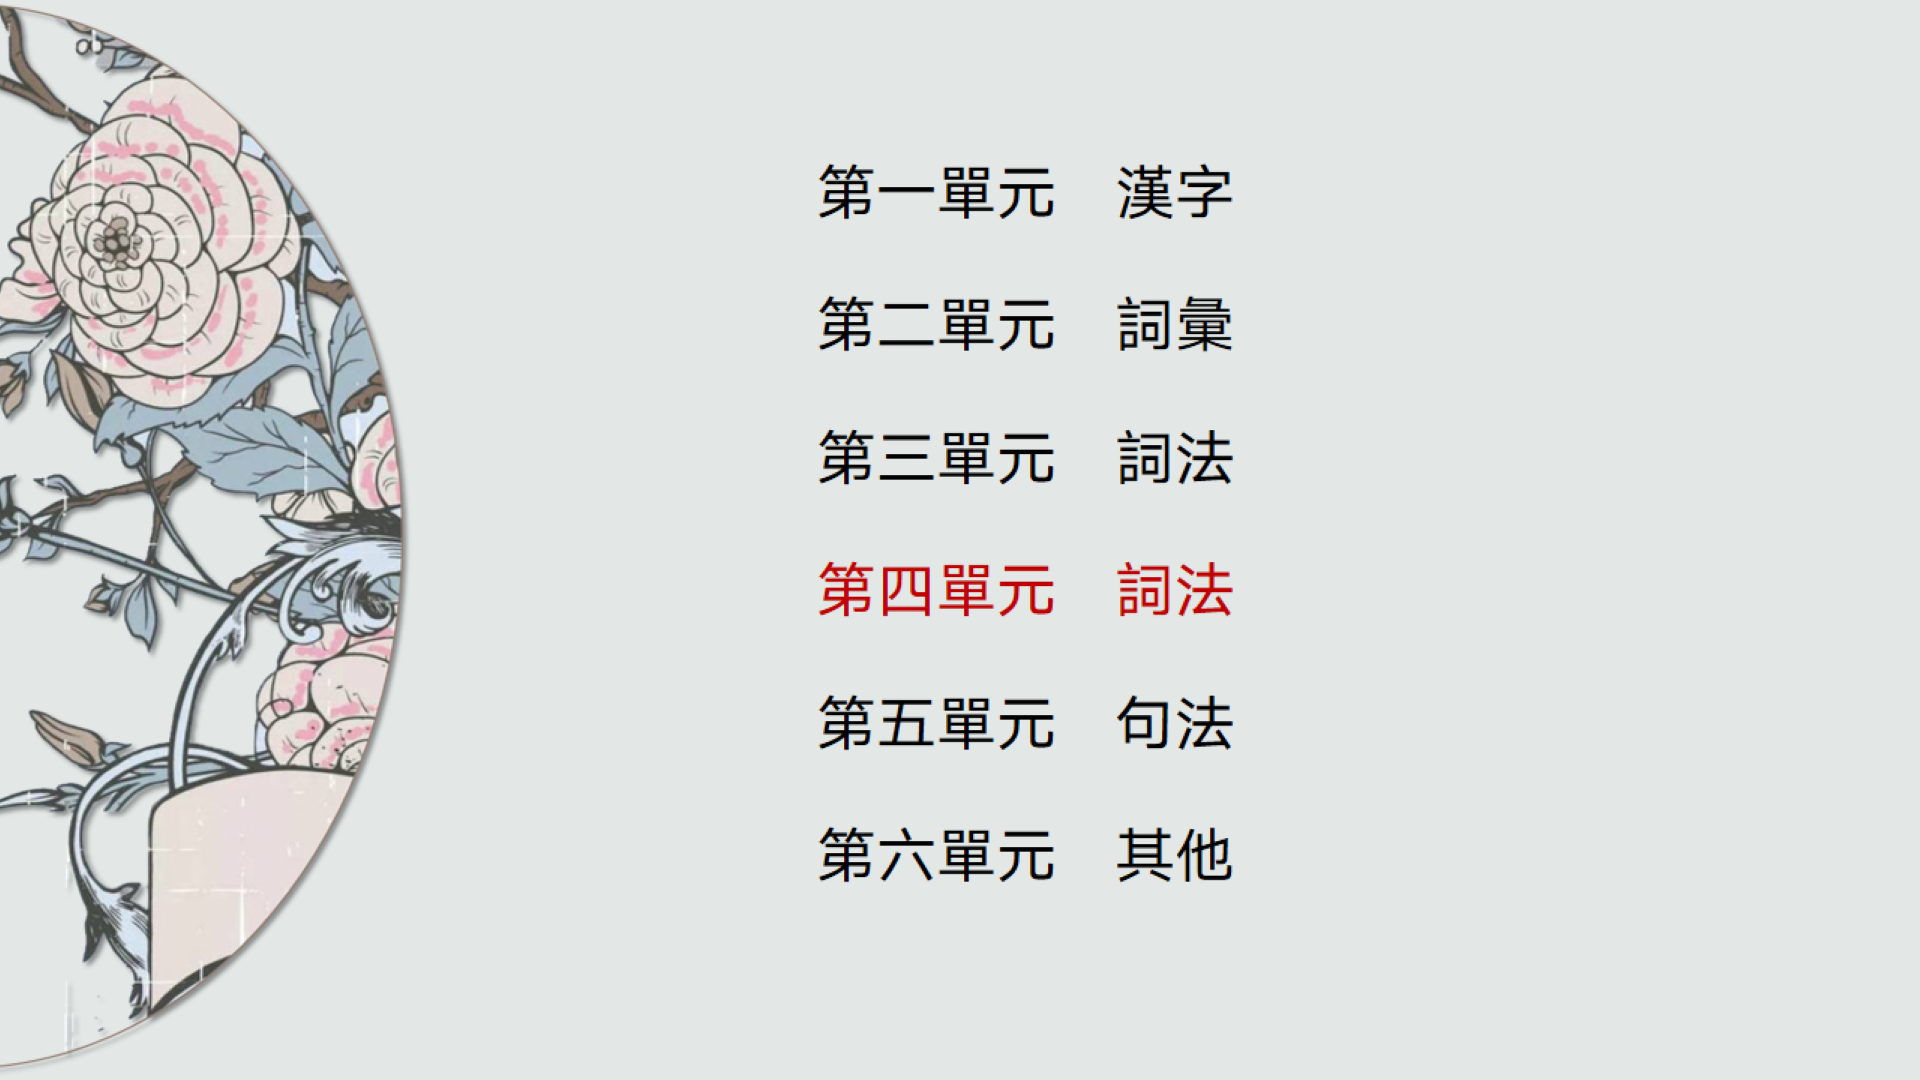 第一單元　漢字
第二單元　詞彙
第三單元　詞法
第四單元　詞法
第五單元　句法
第六單元　其他